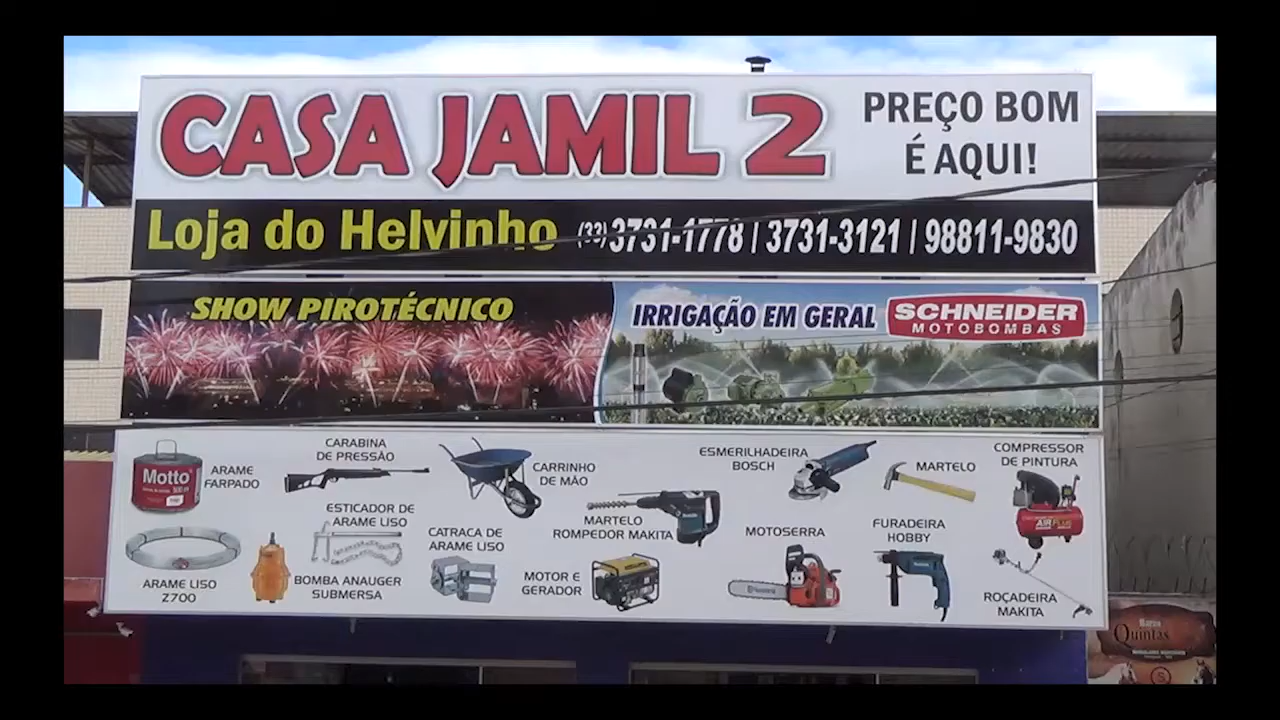 CASA JAMIL 2
PREÇO BOM
É AQUI!
Loja do Helvinho
(33) 3731-1778 | 3731-3121 | 98811-9830
SHOW PIROTÉCNICO
IRRIGAÇÃO EM GERAL
SCHNEIDER
MOTOBOMBAS
Motto
500 m
ARAME
FARPADO
CARABINA
DE PRESSÃO
CARRINHO
DE MÃO
ESMERILHADEIRA
BOSCH
MARTELO
COMPRESSOR
DE PINTURA
AIR PLUS
ESTICADOR DE
ARAME LISO
MARTELO
ROMPEDOR MAKITA
CATRACA DE
ARAME LISO
MOTOSERRA
FURADEIRA
HOBBY
ARAME LISO
Z700
BOMBA ANAUGER
SUBMERSA
MOTOR E
GERADOR
ROÇADEIRA
MAKITA
Quintas